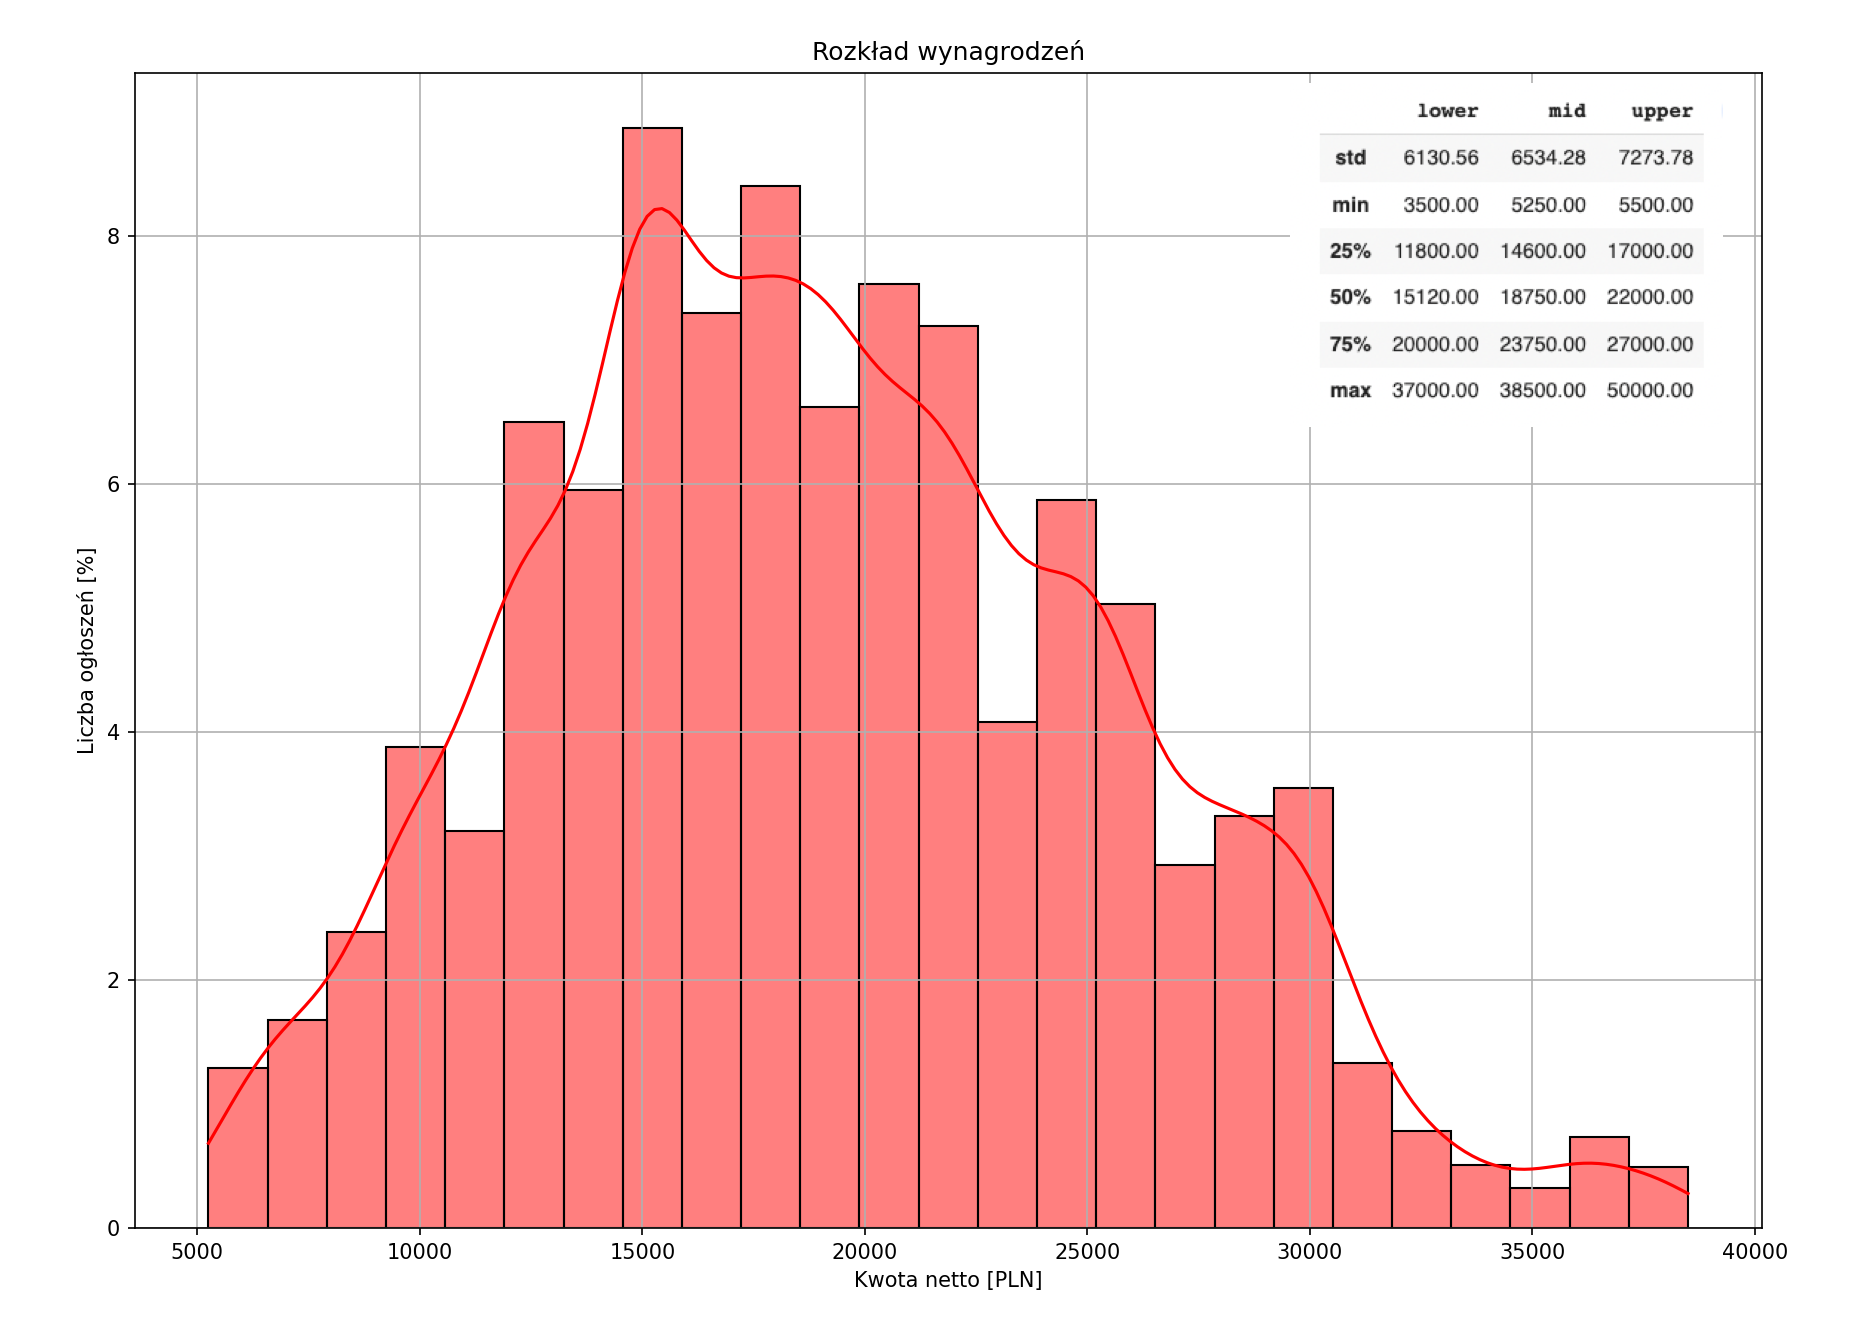 Rozkład wynagrodzeń
lower mid upper
std 6130.56 6534.28 7273.78
min 3500.00 5250.00 5500.00
25% 11800.00 14600.00 17000.00
50% 15120.00 18750.00 22000.00
75% 20000.00 23750.00 27000.00
max 37000.00 38500.00 50000.00
Liczba ogłoszeń [%]
8
6
4
2
0
5000 10000 15000 20000 25000 30000 35000 40000
Kwota netto [PLN]